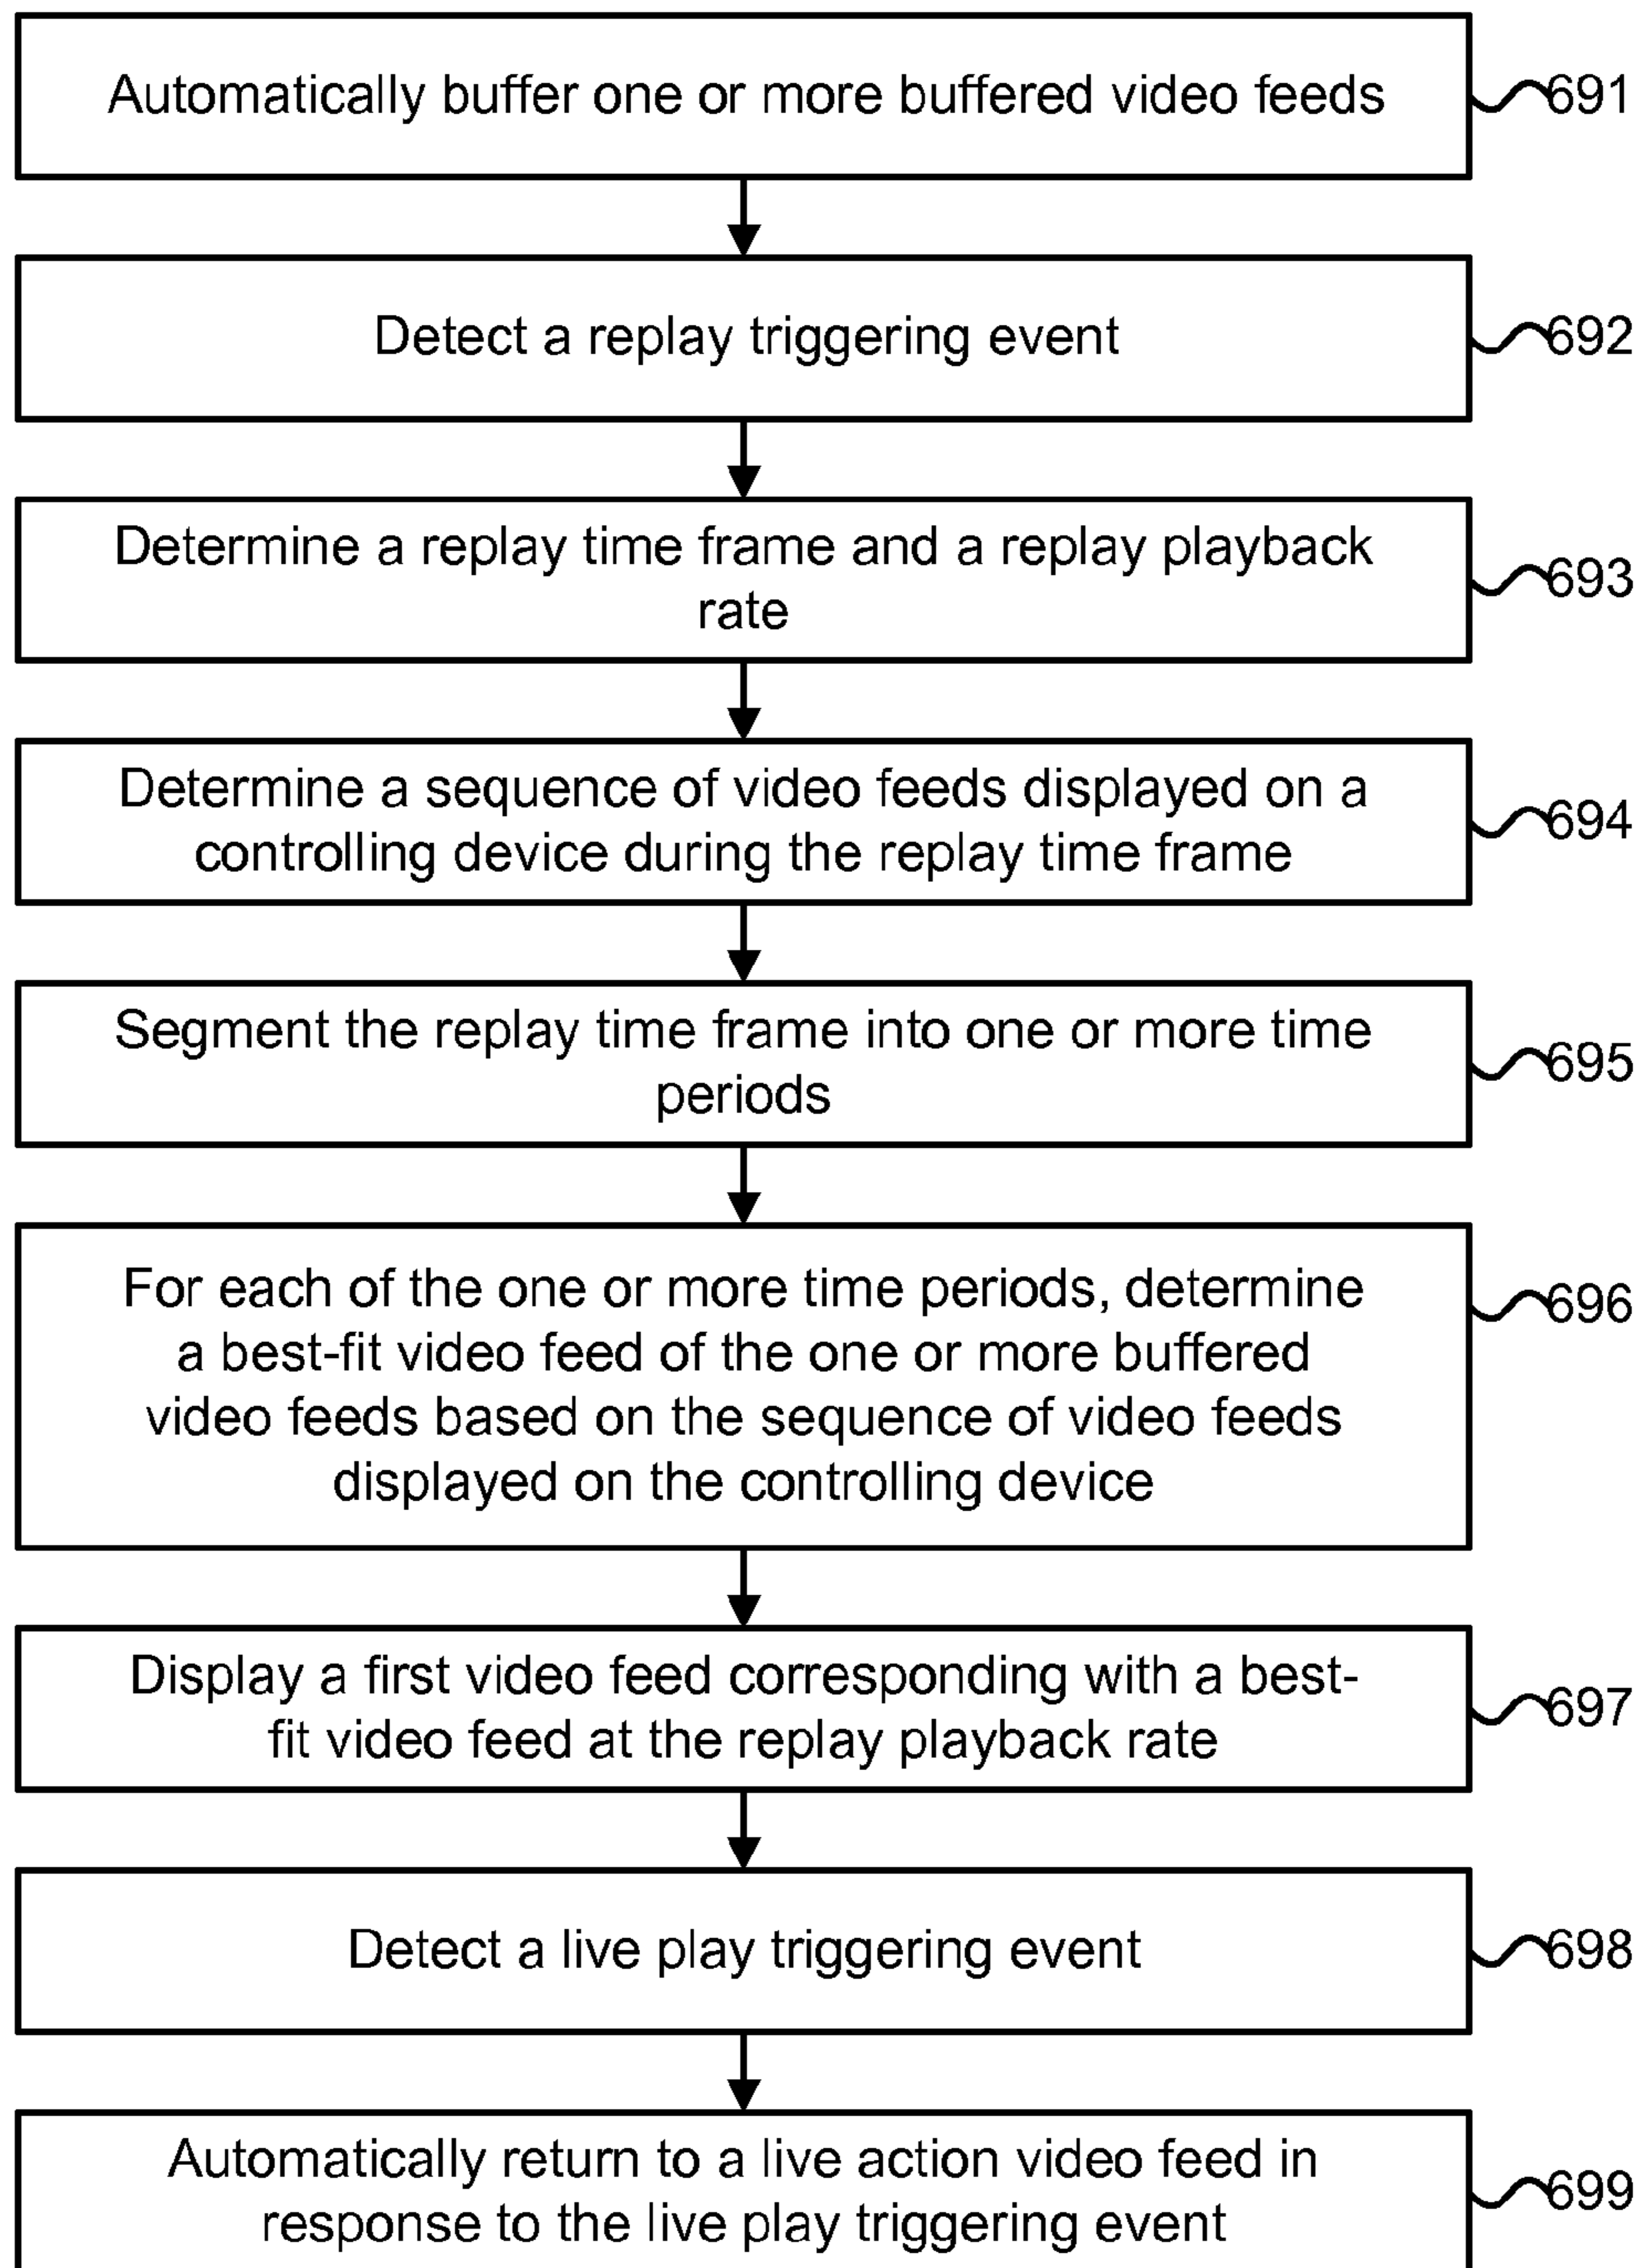 Automatically buffer one or more buffered video feeds
691
Detect a replay triggering event
692
Determine a replay time frame and a replay playback
rate
693
Determine a sequence of video feeds displayed on a
controlling device during the replay time frame
694
Segment the replay time frame into one or more time
periods
695
For each of the one or more time periods, determine
a best-fit video feed of the one or more buffered
video feeds based on the sequence of video feeds
displayed on the controlling device
696
Display a first video feed corresponding with a best-
fit video feed at the replay playback rate
697
Detect a live play triggering event
698
Automatically return to a live action video feed in
response to the live play triggering event
699